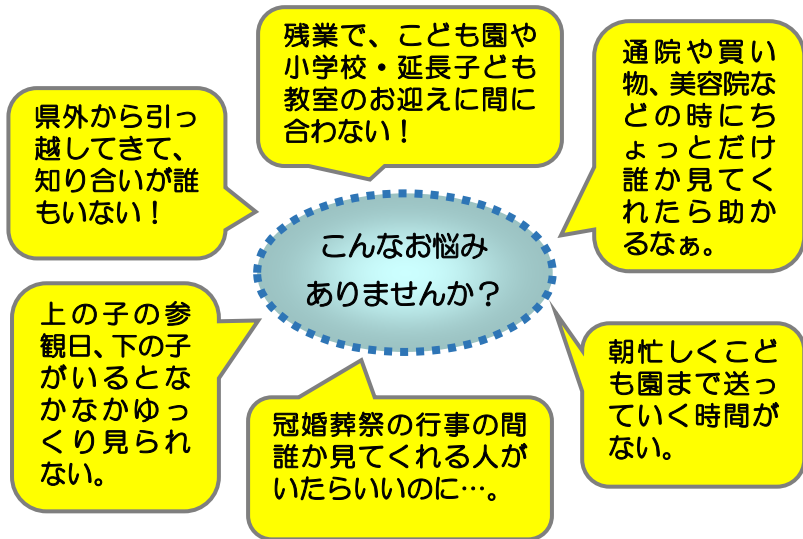 残業で、こども園や
小学校・延長子ども
教室のお迎えに間に
合わない！
通院や買い
物、美容院な
どの時にち
ょっとだけ
誰か見てく
れたら助か
るなぁ。
県外から引っ
越してきて、
知り合いが誰
もいない！
こんなお悩み
ありませんか？
上の子の参
観日、下の子
がいるとな
かなかゆっ
くり見られ
ない。
冠婚葬祭の行事の間
誰か見てくれる人が
いたらいいのに…。
朝忙しくこど
も園まで送っ
ていく時間が
ない。